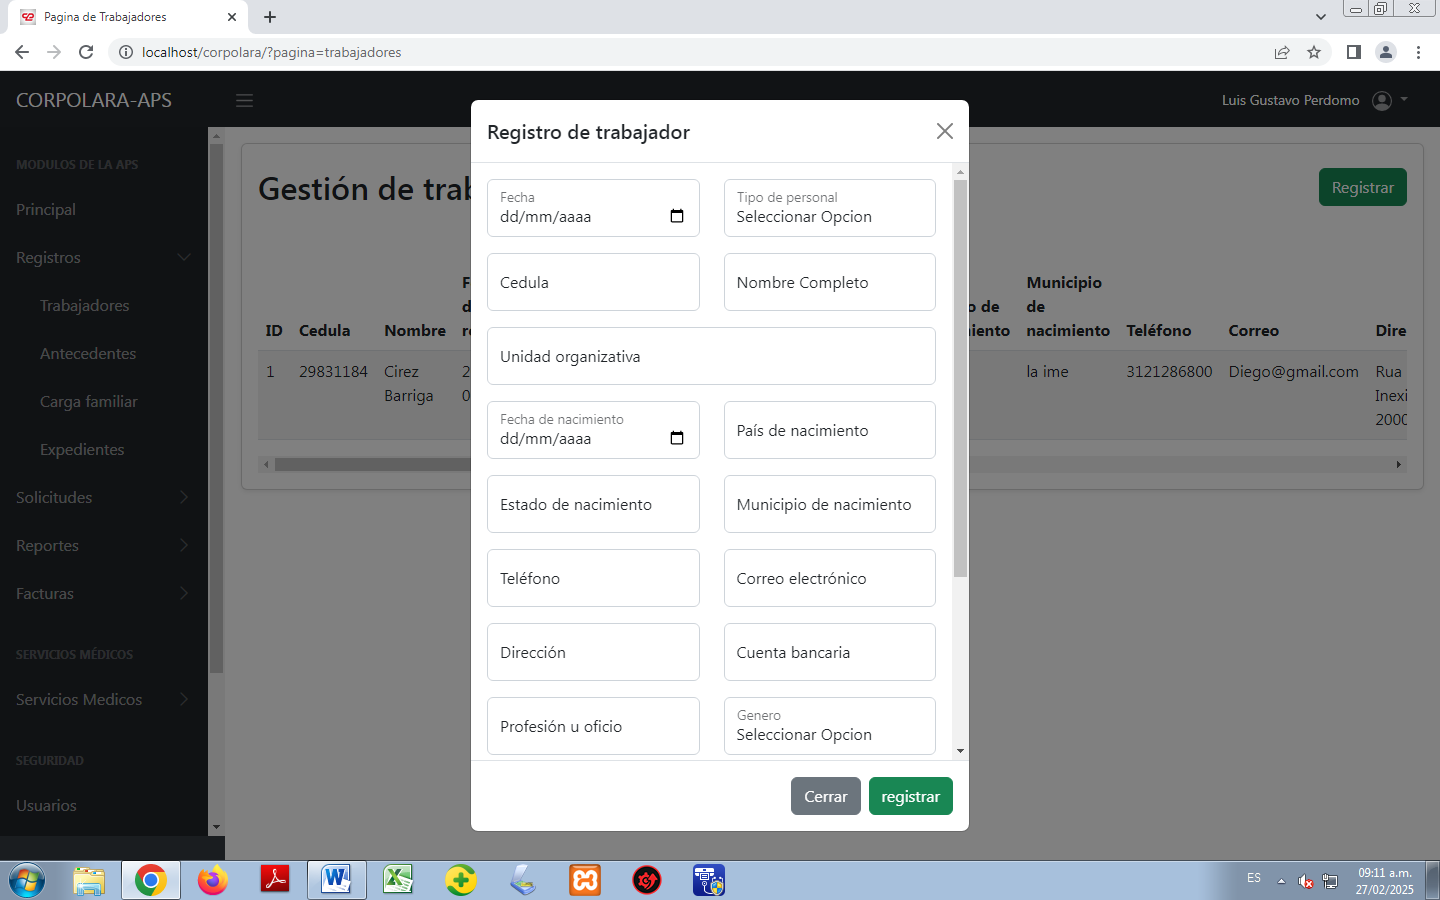 Pagina de Trabajadores
localhost/corpolara/?pagina=trabajadores
CORPOLARA-APS
Luis Gustavo Perdomo
MODULOS DE LA APS
Principal
Registros
Trabajadores
Antecedentes
Carga familiar
Expedientes
Solicitudes
Reportes
Facturas
SERVICIOS MÉDICOS
Servicios Medicos
SEGURIDAD
Usuarios
Gestión de tra
Registrar
ID Cedula Nombre
Municipio
de
nacimiento
Teléfono Correo Dire
1 29831184 Cirez
Barriga
la ime 3121286800 Diego@gmail.com Rua
Inexi
2000
Registro de trabajador
Fecha
dd/mm/aaaa
Tipo de personal
Seleccionar Opcion
Cedula
Nombre Completo
Unidad organizativa
Fecha de nacimiento
dd/mm/aaaa
País de nacimiento
Estado de nacimiento
Municipio de nacimiento
Teléfono
Correo electrónico
Dirección
Cuenta bancaria
Profesión u oficio
Genero
Seleccionar Opcion
Cerrar
registrar
ES
09:11 a.m.
27/02/2025